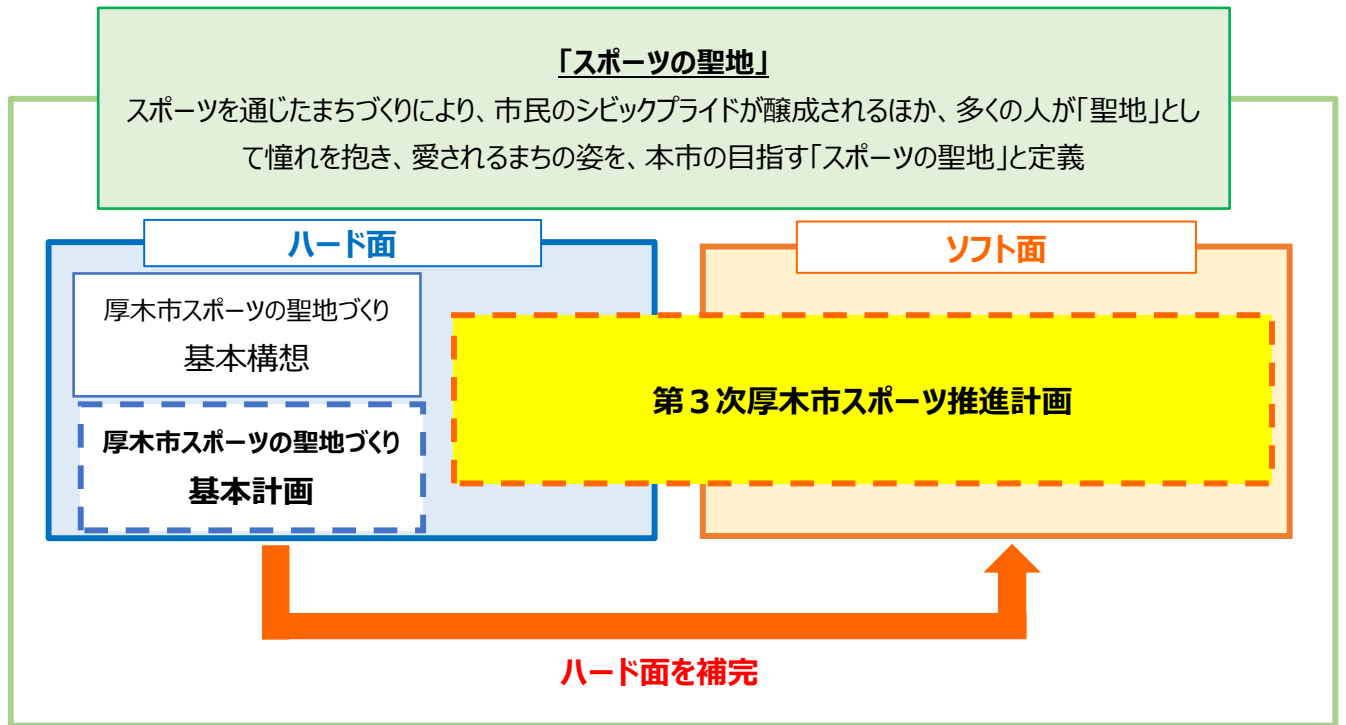 「スポーツの聖地」
スポーツを通じたまちづくりにより、市民のシビックプライドが醸成されるほか、多くの人が「聖地」とし
て憧れを抱き、愛されるまちの姿を、本市の目指す「スポーツの聖地」と定義
ハード面
ソフト面
厚木市スポーツの聖地づくり
基本構想
厚木市スポーツの聖地づくり
基本計画
第３次厚木市スポーツ推進計画
ハード面を補完